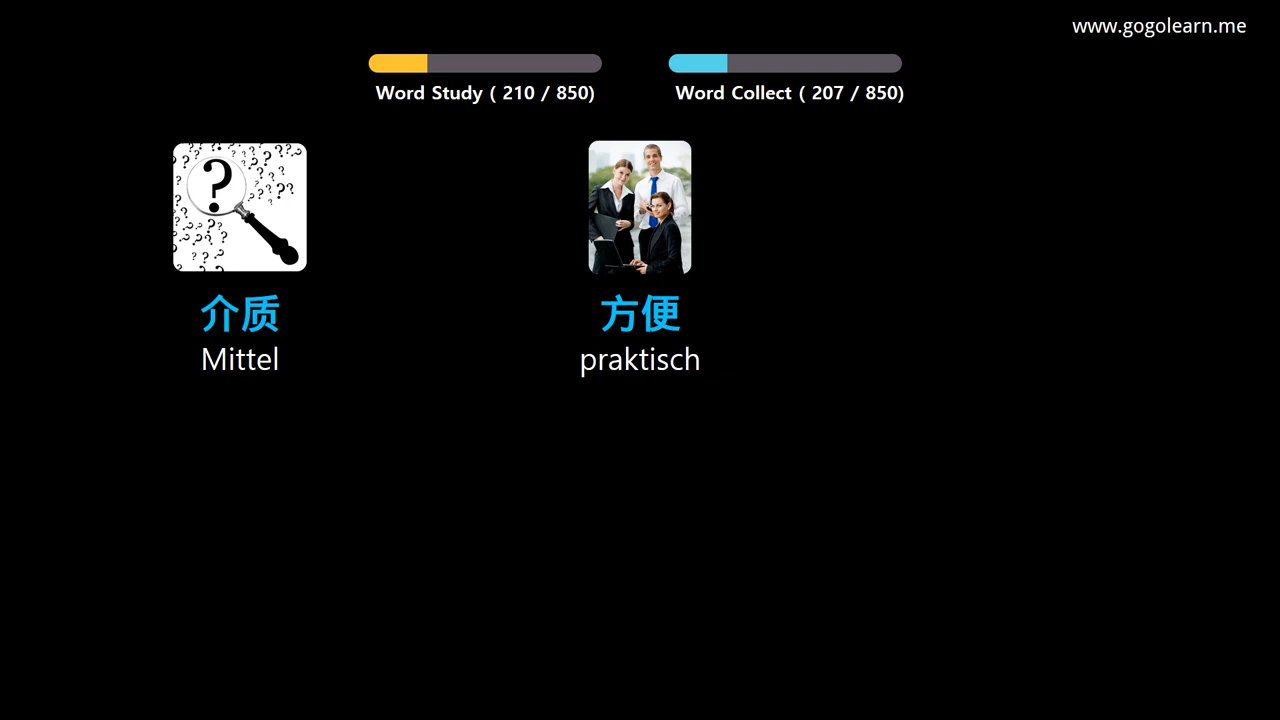 www.gogolearn.me
Word Study ( 210 / 850)
Word Collect ( 207 / 850)
介质
Mittel
方便
praktisch